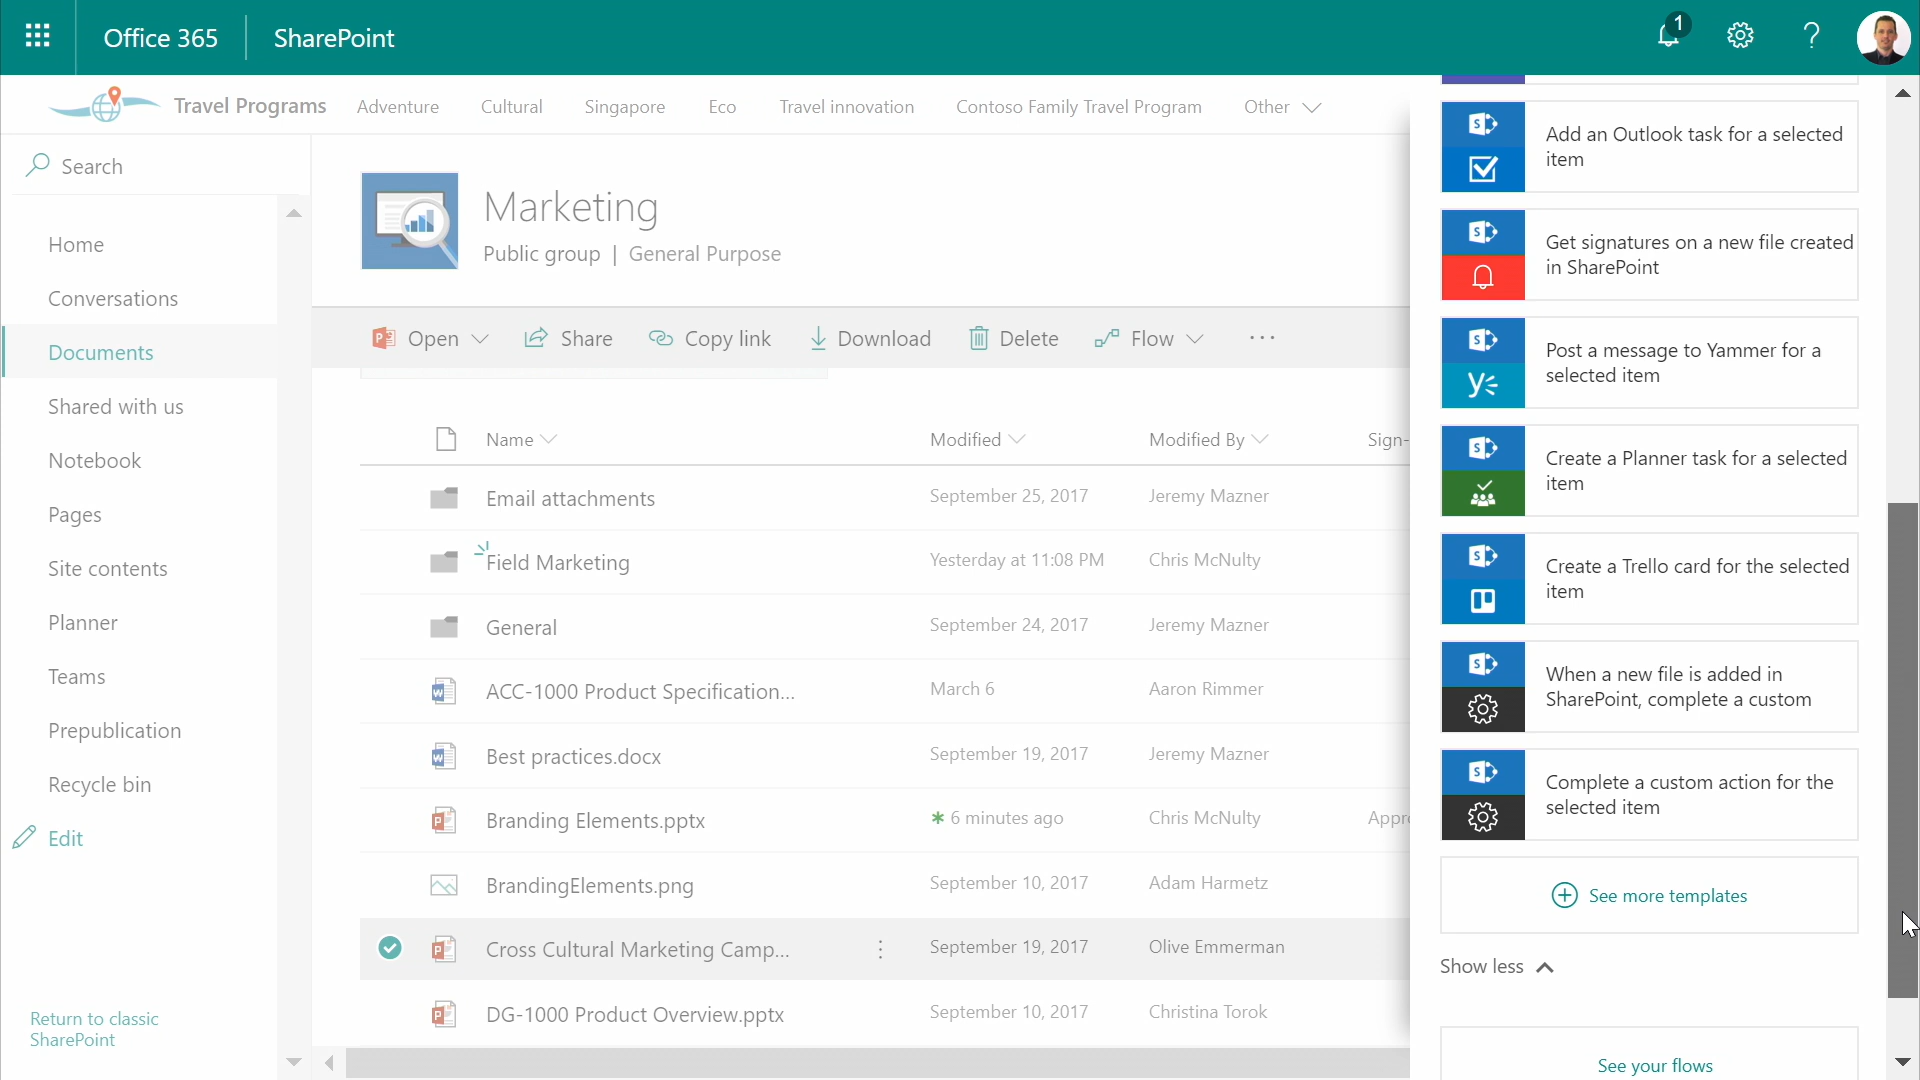 Office 365
SharePoint
1
Travel Programs
Adventure
Cultural
Singapore
Eco
Travel innovation
Contoso Family Travel Program
Other
Search
Home
Conversations
Documents
Shared with us
Notebook
Pages
Site contents
Planner
Teams
Prepublication
Recycle bin
Edit
Return to classic
SharePoint
Marketing
Public group | General Purpose
Open
Share
Copy link
Download
Delete
Flow
Name
Modified
Modified By
Sign-
Email attachments
September 25, 2017
Jeremy Mazner
Field Marketing
Yesterday at 11:08 PM
Chris McNulty
General
September 24, 2017
Jeremy Mazner
ACC-1000 Product Specification...
March 6
Aaron Rimmer
Best practices.docx
September 19, 2017
Jeremy Mazner
Branding Elements.pptx
6 minutes ago
Chris McNulty
Appr
BrandingElements.png
September 10, 2017
Adam Harmetz
Cross Cultural Marketing Camp...
September 19, 2017
Olive Emmerman
DG-1000 Product Overview.pptx
September 10, 2017
Christina Torok
Add an Outlook task for a selected
item
Get signatures on a new file created
in SharePoint
Post a message to Yammer for a
selected item
Create a Planner task for a selected
item
Create a Trello card for the selected
item
When a new file is added in
SharePoint, complete a custom
Complete a custom action for the
selected item
See more templates
Show less
See your flows